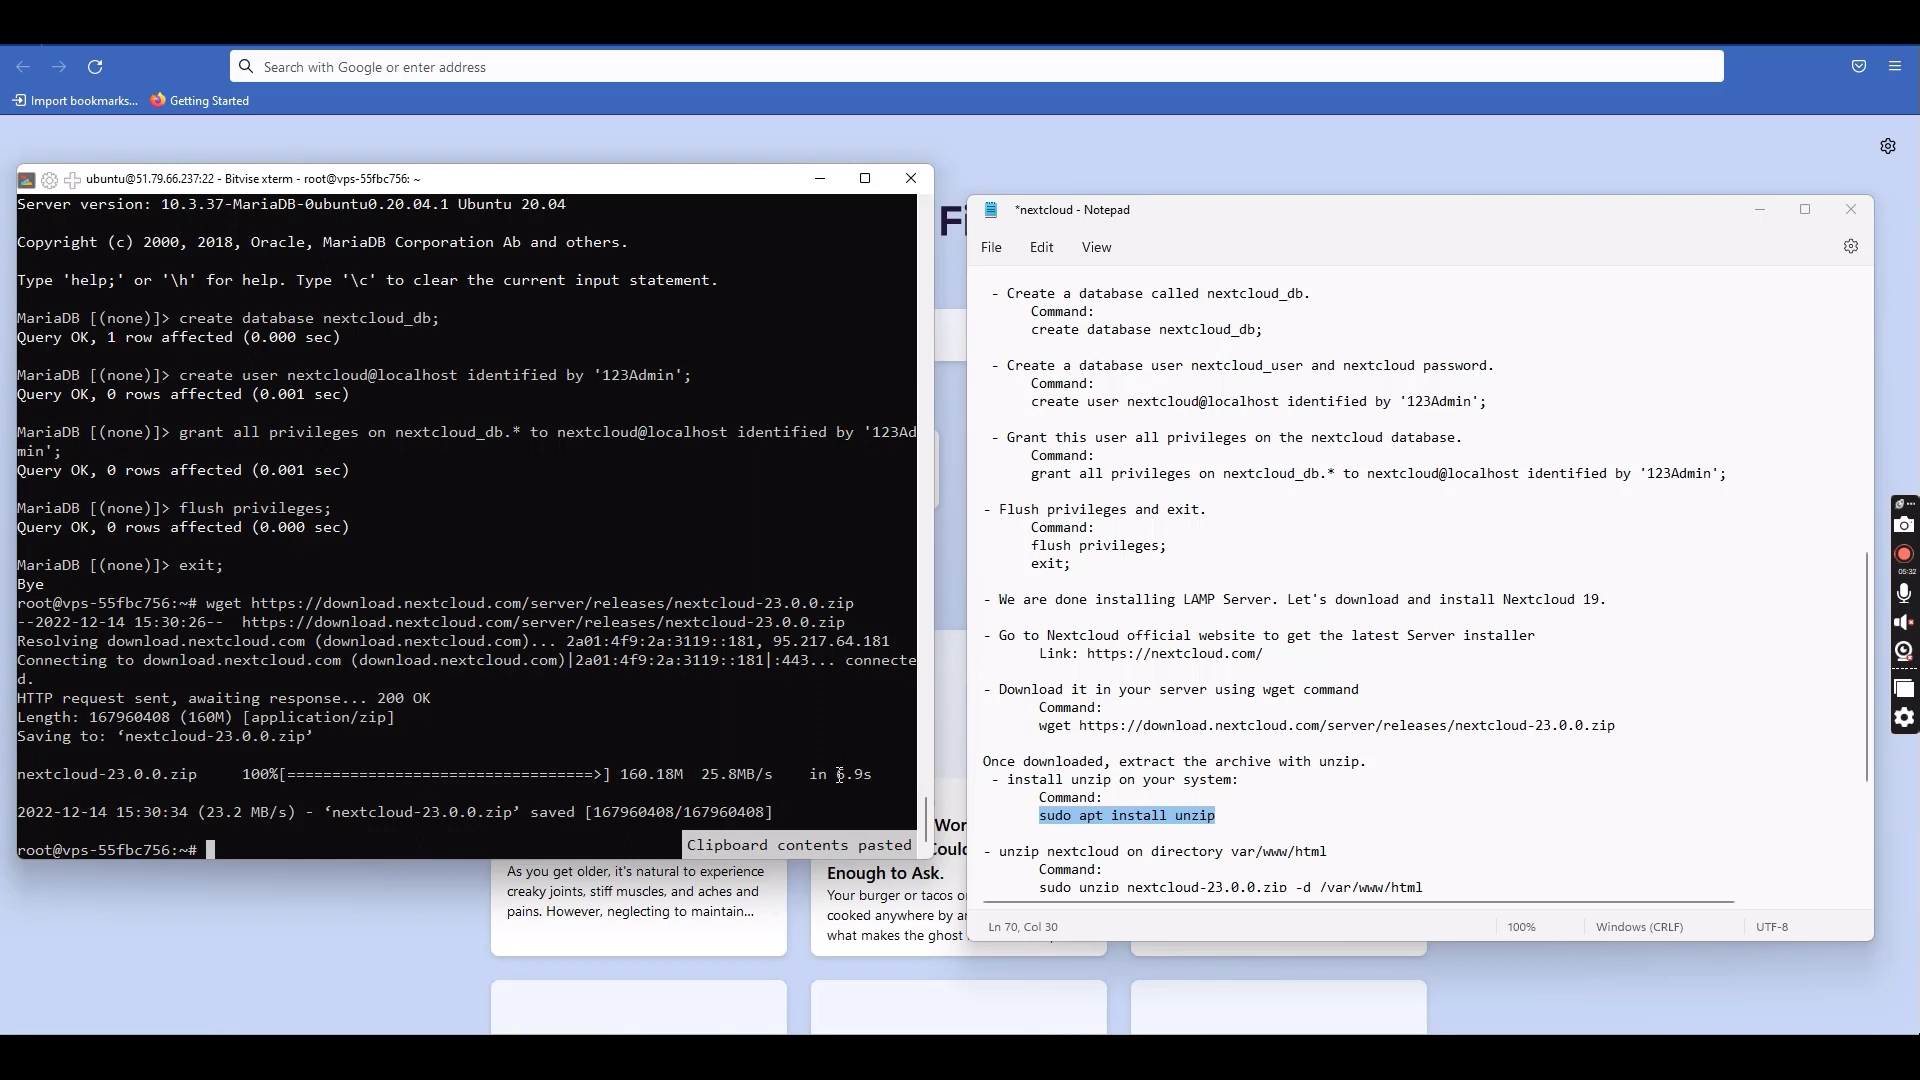 Search with Google or enter address
Import bookmarks...
Getting Started
ubuntu@51.79.66.237:22 - Bitvise xterm - root@vps-55fbc756: ~
Server version: 10.3.37-MariaDB-0ubuntu0.20.04.1 Ubuntu 20.04
Copyright (c) 2000, 2018, Oracle, MariaDB Corporation Ab and others.
Type 'help;' or '\h' for help. Type '\c' to clear the current input statement.
MariaDB [(none)]> create database nextcloud_db;
Query OK, 1 row affected (0.000 sec)
MariaDB [(none)]> create user nextcloud@localhost identified by '123Admin';
Query OK, 0 rows affected (0.001 sec)
MariaDB [(none)]> grant all privileges on nextcloud_db.* to nextcloud@localhost identified by '123Ad
min';
Query OK, 0 rows affected (0.001 sec)
MariaDB [(none)]> flush privileges;
Query OK, 0 rows affected (0.000 sec)
MariaDB [(none)]> exit;
Bye
root@vps-55fbc756:~# wget https://download.nextcloud.com/server/releases/nextcloud-23.0.0.zip
--2022-12-14 15:30:26--  https://download.nextcloud.com/server/releases/nextcloud-23.0.0.zip
Resolving download.nextcloud.com (download.nextcloud.com)... 2a01:4f9:2a:3119::181, 95.217.64.181
Connecting to download.nextcloud.com (download.nextcloud.com)|2a01:4f9:2a:3119::181|:443... connecte
d.
HTTP request sent, awaiting response... 200 OK
Length: 167960408 (160M) [application/zip]
Saving to: ‘nextcloud-23.0.0.zip’
nextcloud-23.0.0.zip     100%[==================================>] 160.18M  25.8MB/s    in 6.9s
2022-12-14 15:30:34 (23.2 MB/s) - ‘nextcloud-23.0.0.zip’ saved [167960408/167960408]
root@vps-55fbc756:~#
Clipboard contents pasted
As you get older, it's natural to experience
creaky joints, stiff muscles, and aches and
pains. However, neglecting to maintain...
Enough to Ask.
Your burger or tacos
cooked anywhere by
what makes the ghost
*nextcloud - Notepad
File
Edit
View
- Create a database called nextcloud_db.
Command:
create database nextcloud_db;
- Create a database user nextcloud_user and nextcloud password.
Command:
create user nextcloud@localhost identified by '123Admin';
- Grant this user all privileges on the nextcloud database.
Command:
grant all privileges on nextcloud_db.* to nextcloud@localhost identified by '123Admin';
- Flush privileges and exit.
Command:
flush privileges;
exit;
- We are done installing LAMP Server. Let's download and install Nextcloud 19.
- Go to Nextcloud official website to get the latest Server installer
Link: https://nextcloud.com/
- Download it in your server using wget command
Command:
wget https://download.nextcloud.com/server/releases/nextcloud-23.0.0.zip
Once downloaded, extract the archive with unzip.
- install unzip on your system:
Command:
sudo apt install unzip
- unzip nextcloud on directory var/www/html
Command:
sudo unzip nextcloud-23.0.0.zip -d /var/www/html
Ln 70, Col 30
100%
Windows (CRLF)
UTF-8
05:32